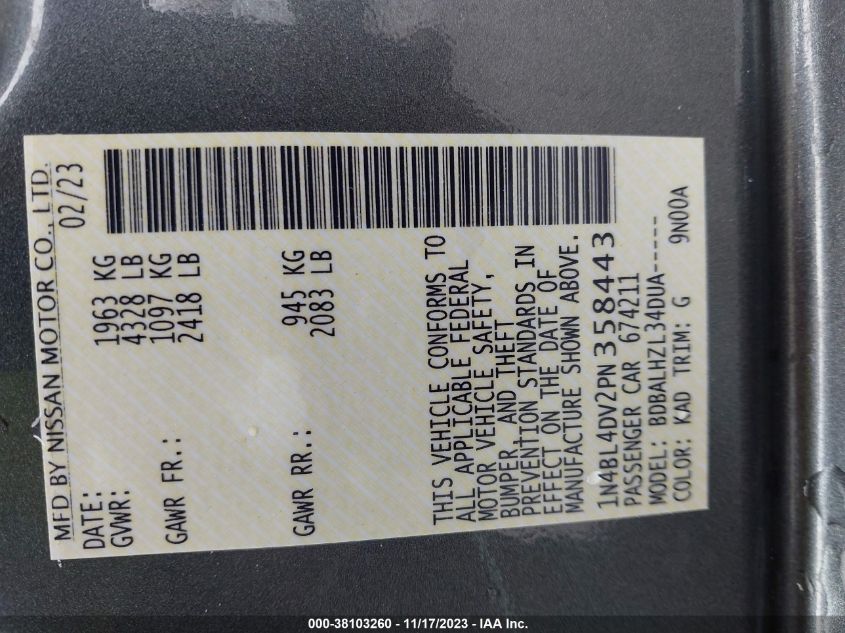 MFD BY NISSAN MOTOR CO., LTD.
DATE: 02/23
GVWR: 1963 KG
4328 LB
GAWR FR.: 1097 KG
2418 LB
GAWR RR.: 945 KG
2083 LB
THIS VEHICLE CONFORMS TO
ALL APPLICABLE FEDERAL
MOTOR VEHICLE SAFETY,
BUMPER, AND THEFT
PREVENTION STANDARDS IN
EFFECT ON THE DATE OF
MANUFACTURE SHOWN ABOVE.
1N4BL4DV2PN358443
PASSENGER CAR 674211
MODEL: BDBALHZL34DUA-----
COLOR: KAD TRIM: G 9N00A
000-38103260 - 11/17/2023 - IAA Inc.